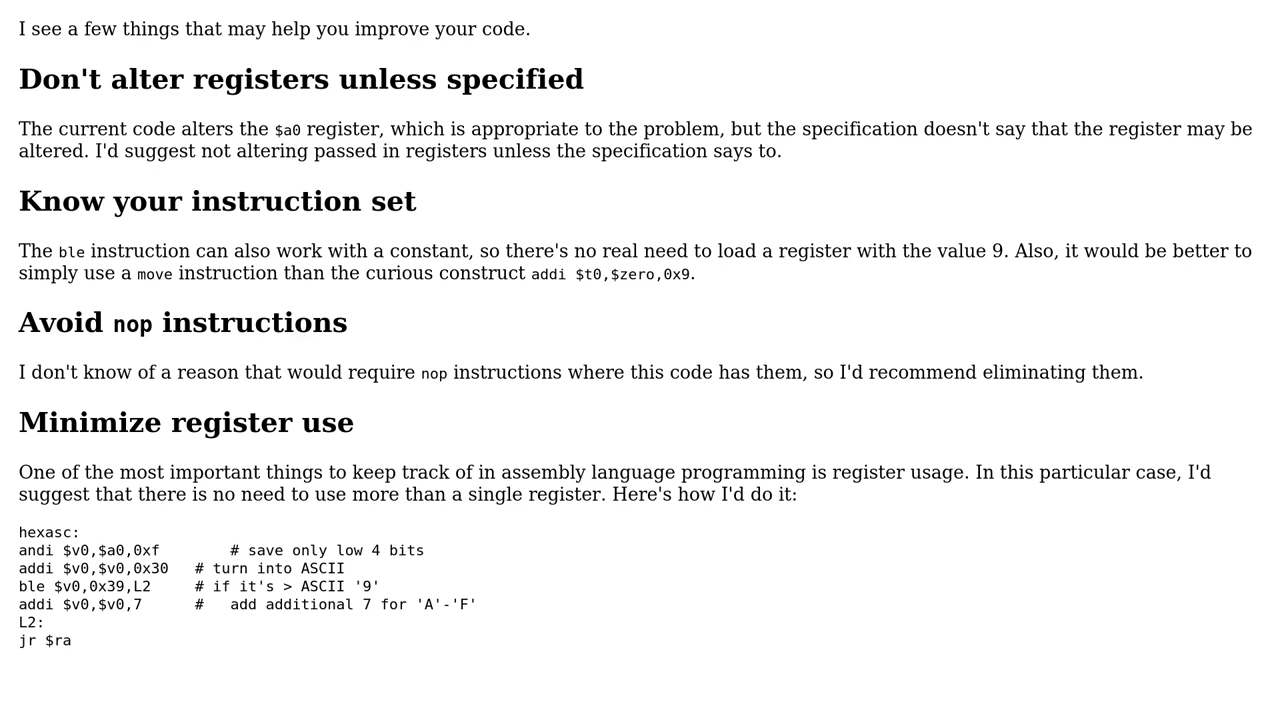 I see a few things that may help you improve your code.
Don't alter registers unless specified
The current code alters the $a0 register, which is appropriate to the problem, but the specification doesn't say that the register may be
altered. I'd suggest not altering passed in registers unless the specification says to.
Know your instruction set
The ble instruction can also work with a constant, so there's no real need to load a register with the value 9. Also, it would be better to
simply use a move instruction than the curious construct addi $t0,$zero,0x9.
Avoid nop instructions
I don't know of a reason that would require nop instructions where this code has them, so I'd recommend eliminating them.
Minimize register use
One of the most important things to keep track of in assembly language programming is register usage. In this particular case, I'd
suggest that there is no need to use more than a single register. Here's how I'd do it:
hexasc:
andi $v0,$a0,0xf        # save only low 4 bits
addi $v0,$v0,0x30   # turn into ASCII
ble $v0,0x39,L2     # if it's > ASCII '9'
addi $v0,$v0,7      #   add additional 7 for 'A'-'F'
L2:
jr $ra